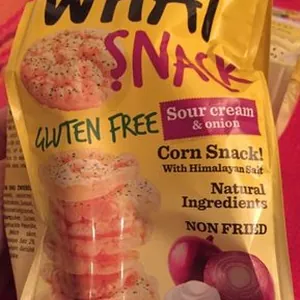 WHAT
SNACK
GLUTEN FREE
Sour cream
& onion
Corn Snack!
With Himalayan Salt
Natural
Ingredients
NON FRIED